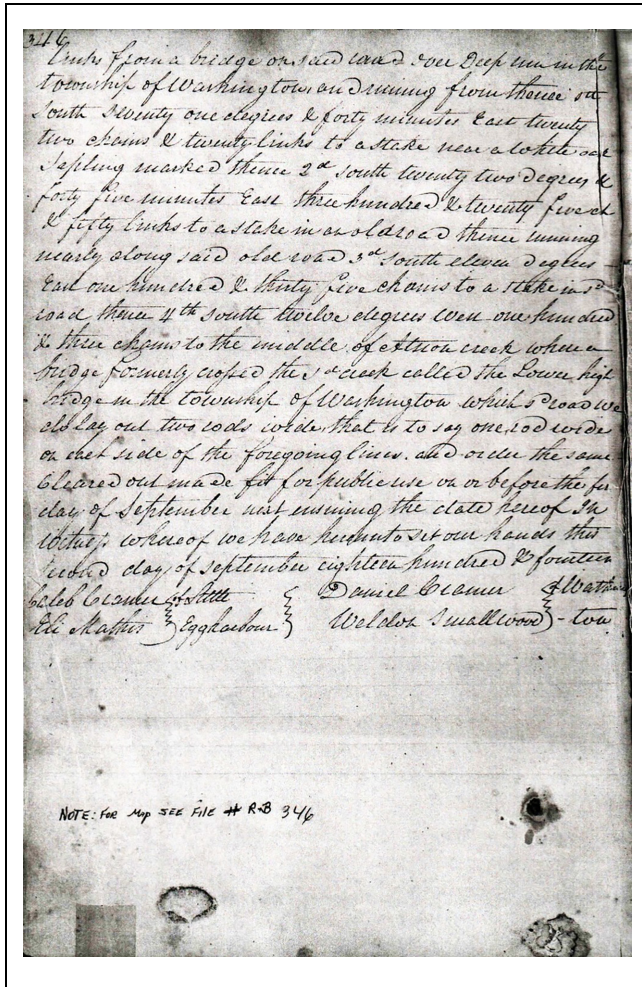 346
links from a bridge on said road over Deep run in the
township of Washington and runing from thence
South Seventy one degrees & forty minutes East twenty
two chains & twenty links to a stake near a white oak
Sapling marked thence 2d South twenty two degrees &
forty five minutes East three hundred & twenty five ch
& fifty links to a stake in an old road thence runing
nearly along said old road 3d South eleven degrees
East one hundred & thirty five chains to a stake in sd
road thence 4th South twelve degrees West one hundred
& three chains to the middle of Atsion creek where a
bridge formerly crossed the sd creek called the Lower high
bridge in the township of Washington which sd road we
do lay out two rods wide that is to say one rod wide
on each side of the foregoing lines. and order the same
Cleared out made fit for public use on or before the
day of September next ensuing the date hereof In
Witness whereof we have hereunto set our hands this
second day of September eighteen hundred & fourteen
Caleb Cramer of Little Daniel Cramer of Wash
Eli Mathis Eggharbour Weldon Smallwood - ton
NOTE: FOR Map SEE FILE # R-B 346